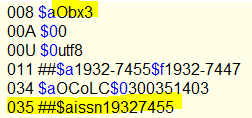 008 $aObx3
00A $00
00U $0utf8
011 ##$a1932-7455$f1932-7447
034 $aOCoLC$0300351403
035 ##$aissn19327455